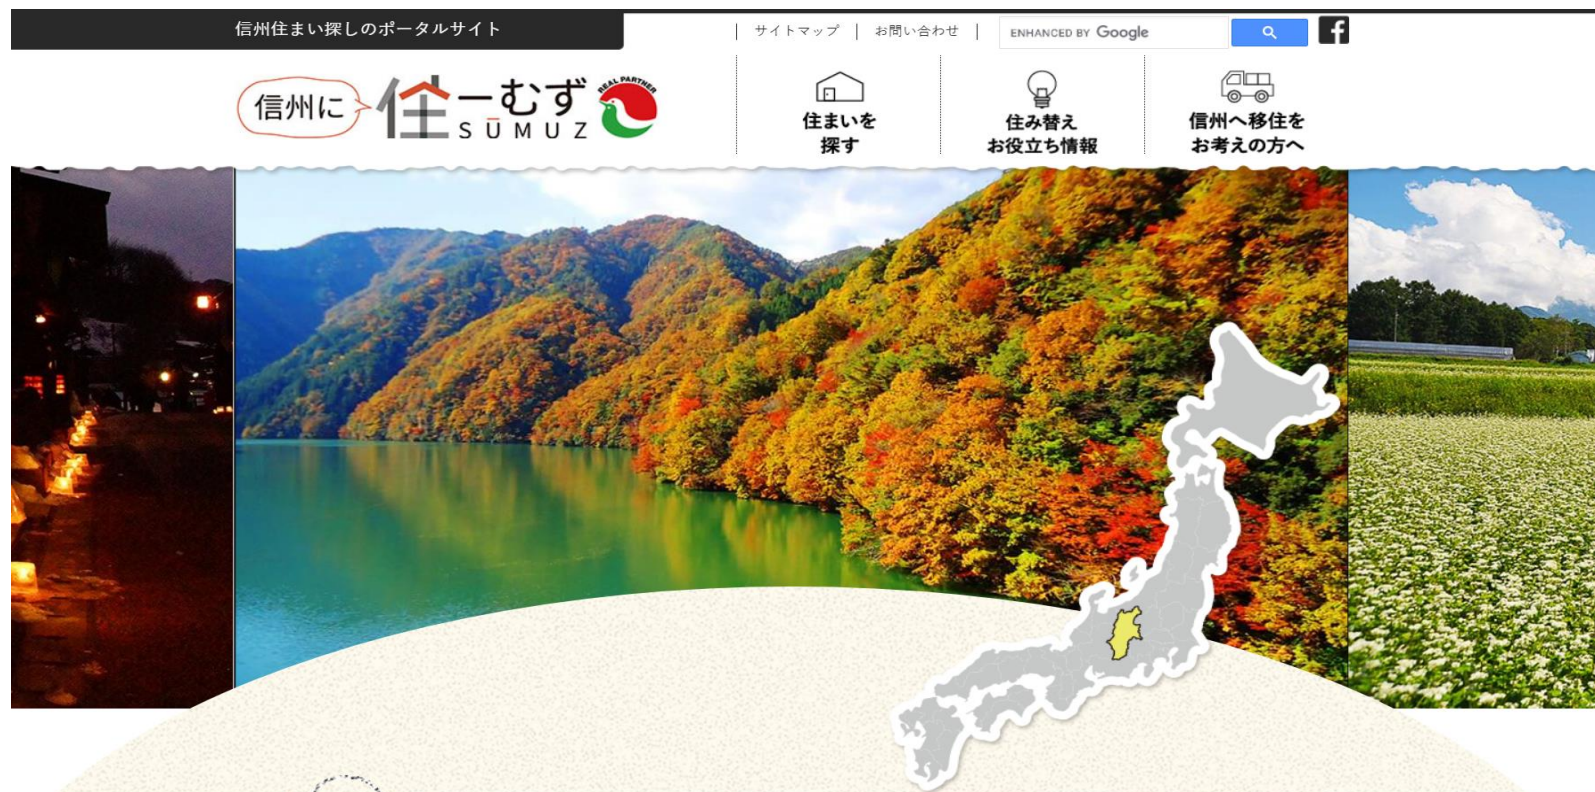 信州住まい探しのポータルサイト
サイトマップ
お問い合わせ
ENHANCED BY Google
信州に
住ーむず
SŪMUZ
REAL PARTNER
住まいを
探す
住み替え
お役立ち情報
信州へ移住を
お考えの方へ